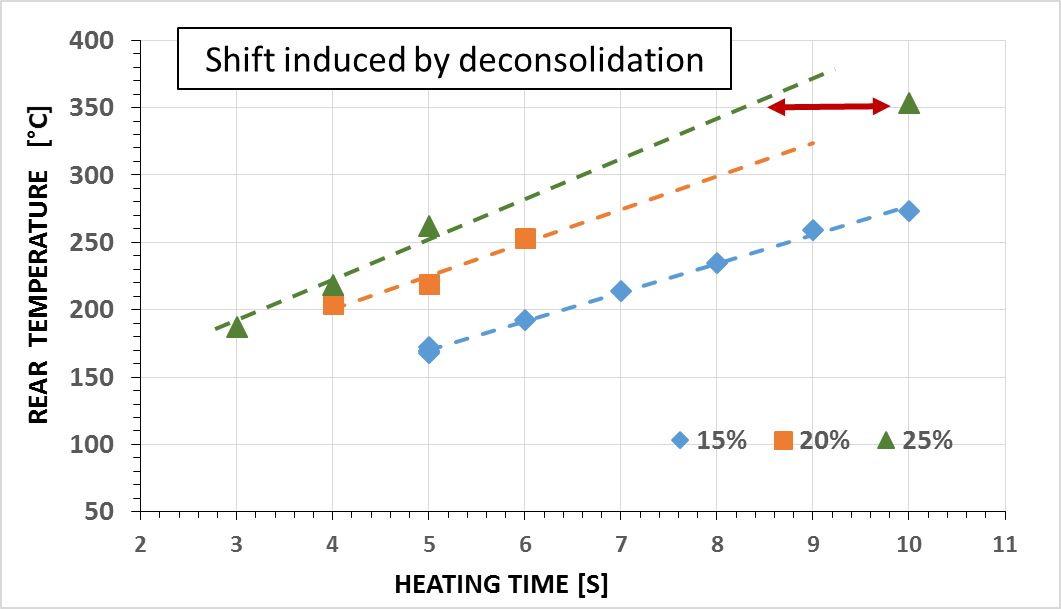 Shift induced by deconsolidation
400
350
300
250
200
150
100
50
REAR TEMPERATURE [°C]
15% 20% 25%
2 3 4 5 6 7 8 9 10 11
HEATING TIME [S]